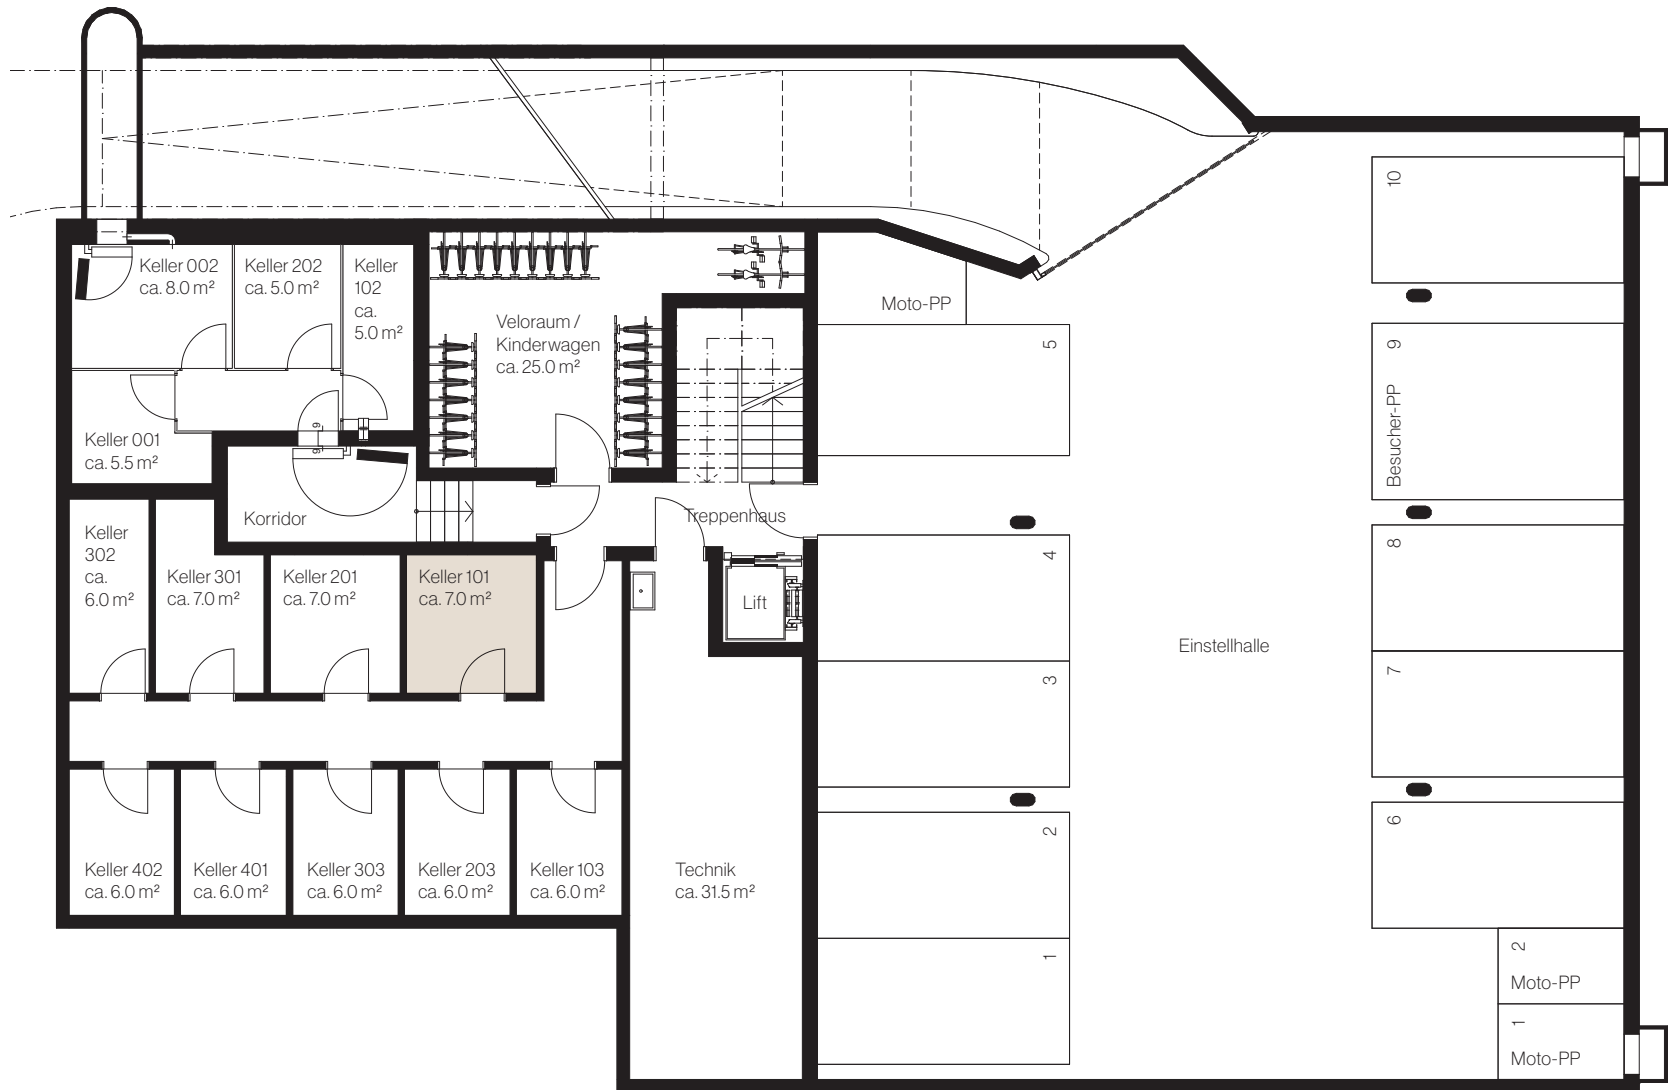 10
Keller 002
ca. 8.0 m²
Keller 202
ca. 5.0 m²
Keller
102
ca.
5.0 m²
Moto-PP
Veloraum /
Kinderwagen
ca. 25.0 m²
5
9
Besucher-PP
Keller 001
ca. 5.5 m²
9
9
Korridor
Treppenhaus
Keller
302
ca.
6.0 m²
Keller 301
ca. 7.0 m²
Keller 201
ca. 7.0 m²
Keller 101
ca. 7.0 m²
Lift
4
8
Einstellhalle
3
7
Keller 402
ca. 6.0 m²
Keller 401
ca. 6.0 m²
Keller 303
ca. 6.0 m²
Keller 203
ca. 6.0 m²
Keller 103
ca. 6.0 m²
Technik
ca. 31.5 m²
2
6
1
2
Moto-PP
1
Moto-PP